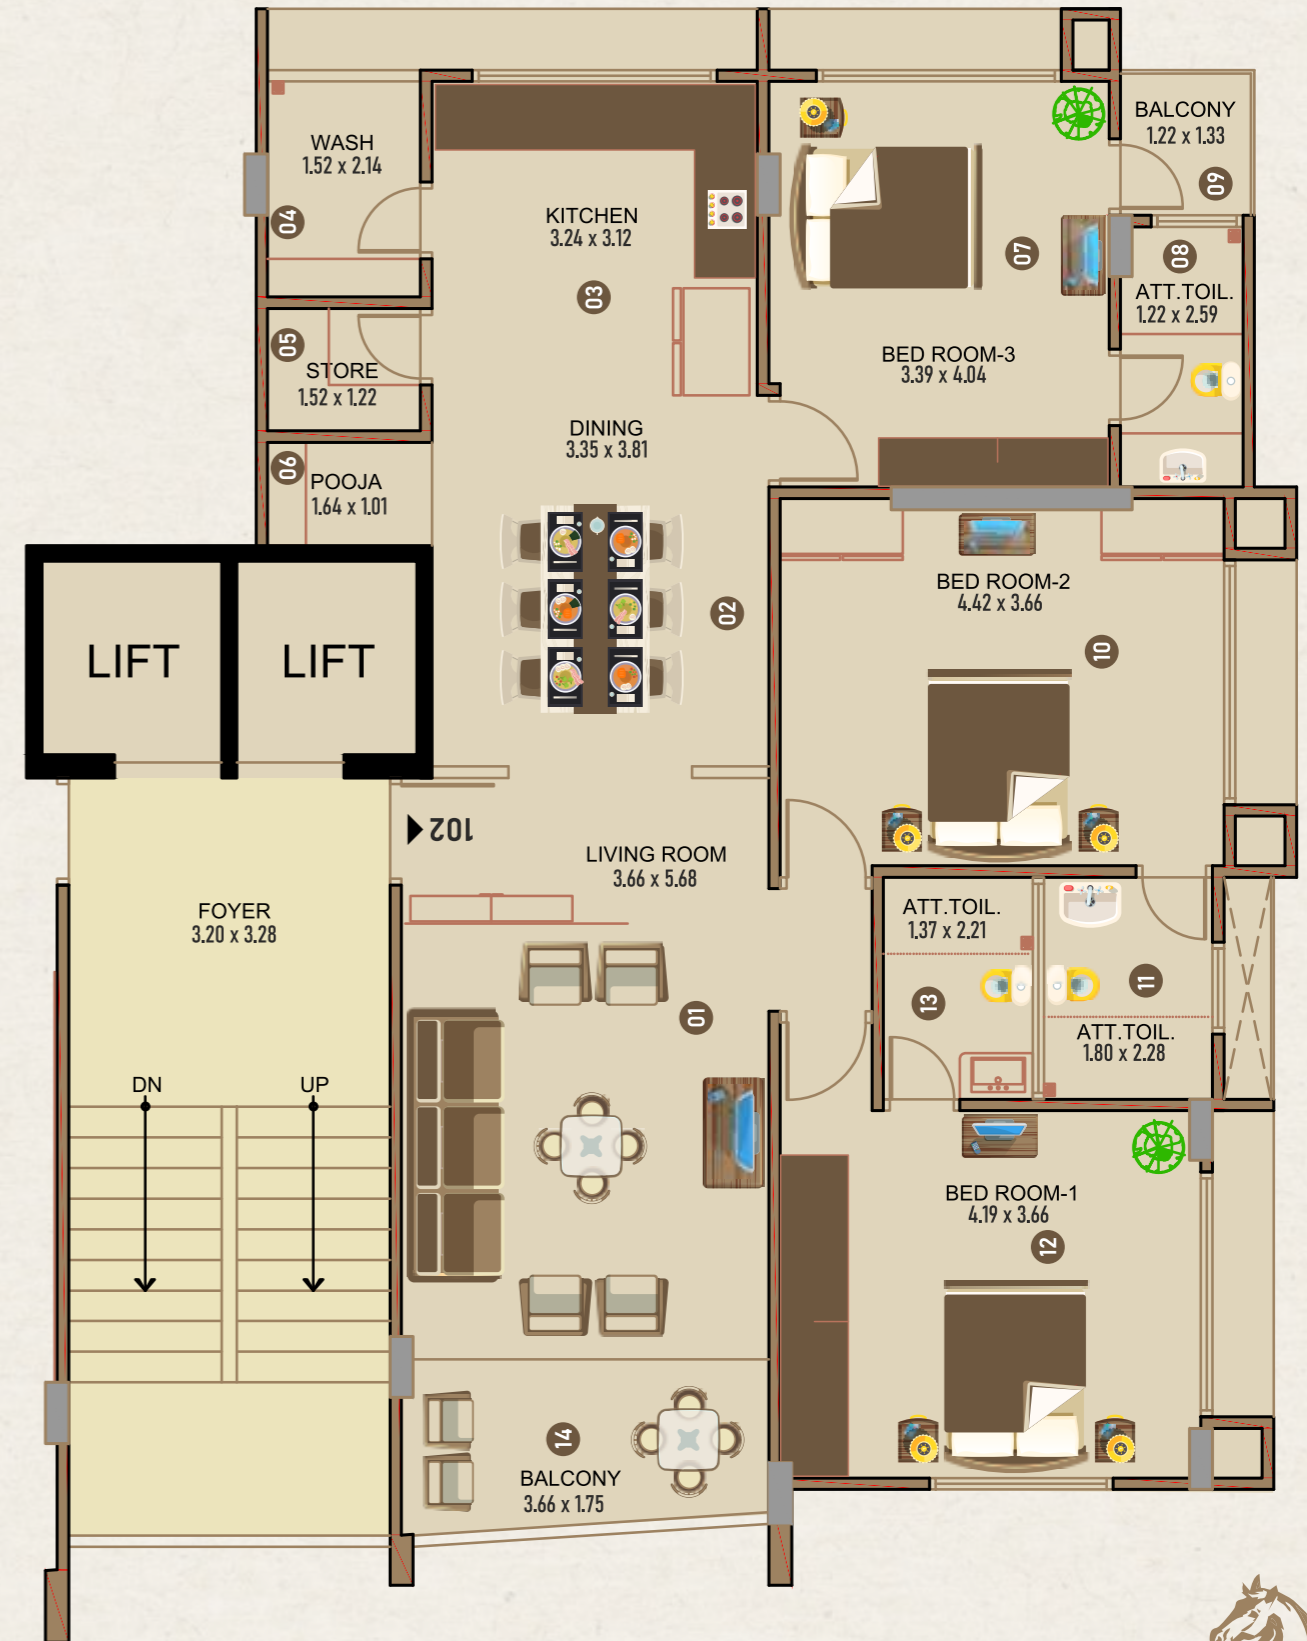 BALCONY
1.22 x 1.33
09
WASH
1.52 x 2.14
04
KITCHEN
3.24 x 3.12
03
07
08
ATT.TOIL.
1.22 x 2.59
05
STORE
1.52 x 1.22
BED ROOM-3
3.39 x 4.04
DINING
3.35 x 3.81
06
POOJA
1.64 x 1.01
BED ROOM-2
4.42 x 3.66
02
10
LIFT
LIFT
102
LIVING ROOM
3.66 x 5.68
FOYER
3.20 x 3.28
ATT.TOIL.
1.37 x 2.21
13
11
01
ATT.TOIL.
1.80 x 2.28
DN
UP
BED ROOM-1
4.19 x 3.66
12
14
BALCONY
3.66 x 1.75